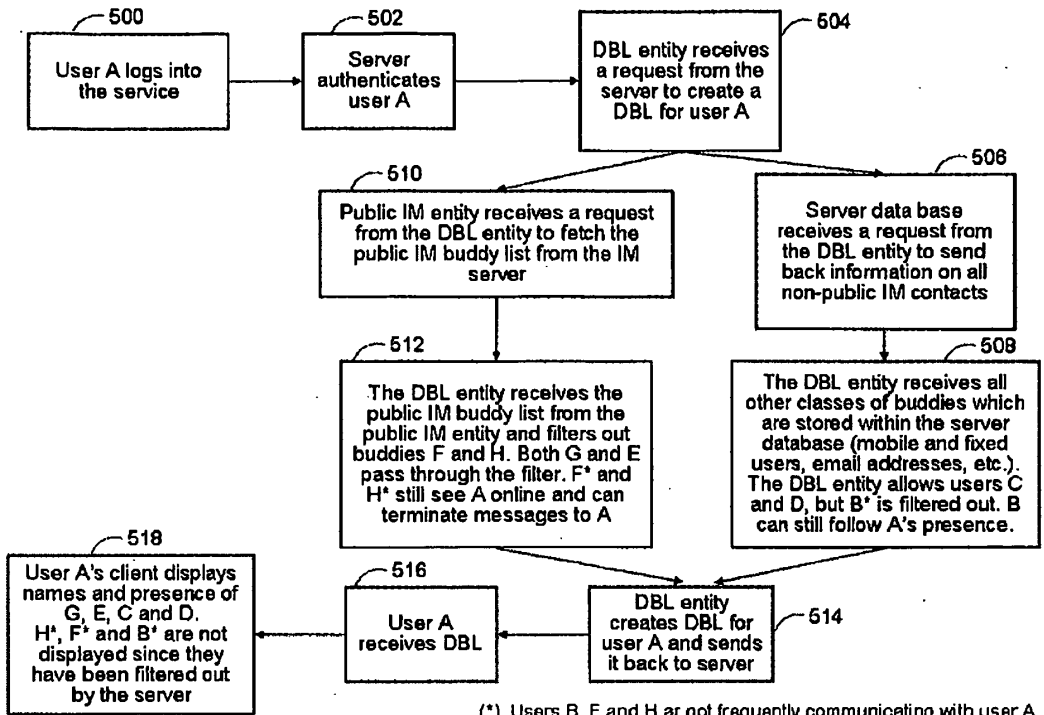 500
User A logs into
the service
502
Server
authenticates
user A
504
DBL entity receives
a request from the
server to create a
DBL for user A
510
Public IM entity receives a request
from the DBL entity to fetch the
public IM buddy list from the IM
server
506
Server data base
receives a request from
the DBL entity to send
back information on all
non-public IM contacts
512
The DBL entity receives the
public IM buddy list from the
public IM entity and filters out
buddies F and H. Both G and E
pass through the filter. F* and
H* still see A online and can
terminate messages to A
508
The DBL entity receives all
other classes of buddies which
are stored within the server
database (mobile and fixed
users, email addresses, etc.).
The DBL entity allows users C
and D, but B* is filtered out. B
can still follow A's presence.
514
DBL entity
creates DBL for
user A and sends
it back to server
516
User A
receives DBL
518
User A's client displays
names and presence of
G, E, C and D.
H*, F* and B* are not
displayed since they
have been filtered out
by the server
(*) Users B, F and H ar not frequently communicating with user A